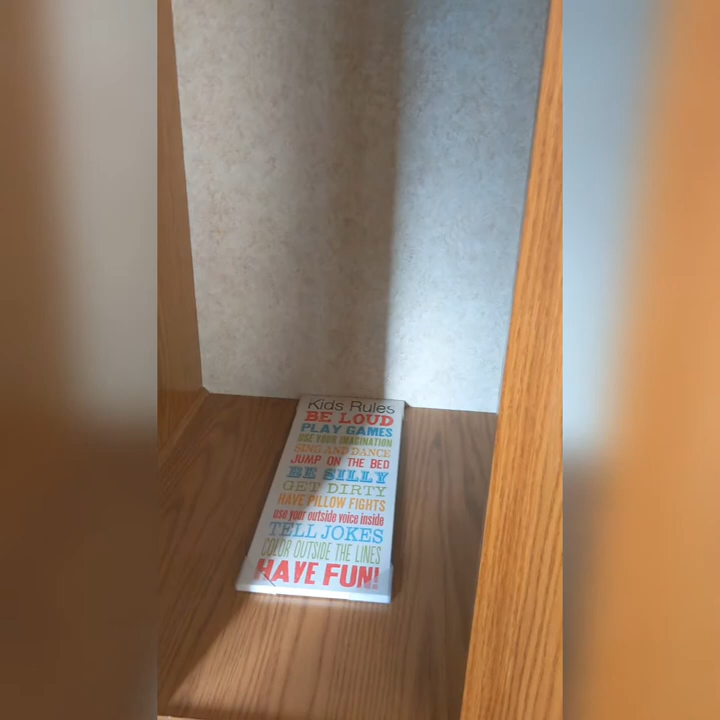 Kids Rules
BE LOUD
PLAY GAMES
USE YOUR IMAGINATION
SING AND DANCE
JUMP ON THE BED
BE SILLY
GET DIRTY
HAVE PILLOW FIGHTS
use your outside voice inside
TELL JOKES
COLOR OUTSIDE THE LINES
HAVE FUN!